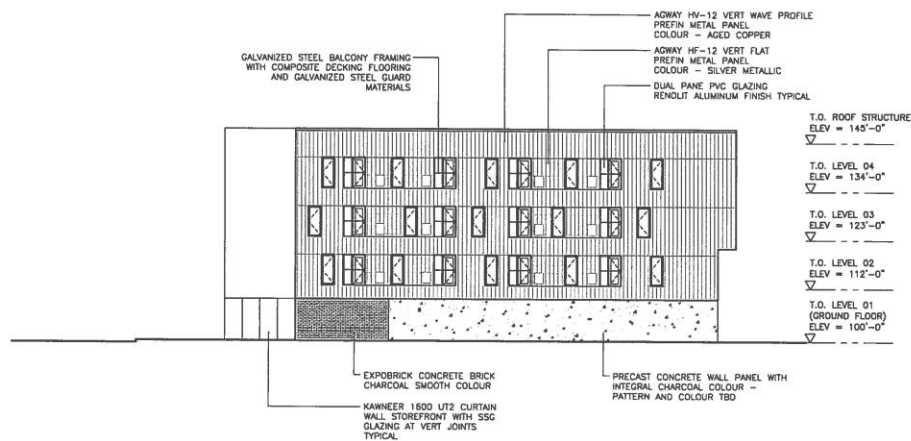 AGWAY HV-12 VERT WAVE PROFILE
PREFIN METAL PANEL
COLOUR - AGED COPPER
GALVANIZED STEEL BALCONY FRAMING
WITH COMPOSITE DECKING FLOORING
AND GALVANIZED STEEL GUARD
MATERIALS
AGWAY HF-12 VERT FLAT
PREFIN METAL PANEL
COLOUR - SILVER METALLIC
DUAL PANE PVC GLAZING
RENOLIT ALUMINUM FINISH TYPICAL
T.O. ROOF STRUCTURE
ELEV = 145'-0"
T.O. LEVEL 04
ELEV = 134'-0"
T.O. LEVEL 03
ELEV = 123'-0"
T.O. LEVEL 02
ELEV = 112'-0"
T.O. LEVEL 01
(GROUND FLOOR)
ELEV = 100'-0"
EXPOBRICK CONCRETE BRICK
CHARCOAL SMOOTH COLOUR
KAWNEER 1600 UT2 CURTAIN
WALL STOREFRONT WITH SSG
GLAZING AT VERT JOINTS
TYPICAL
PRECAST CONCRETE WALL PANEL WITH
INTEGRAL CHARCOAL COLOUR -
PATTERN AND COLOUR TBD